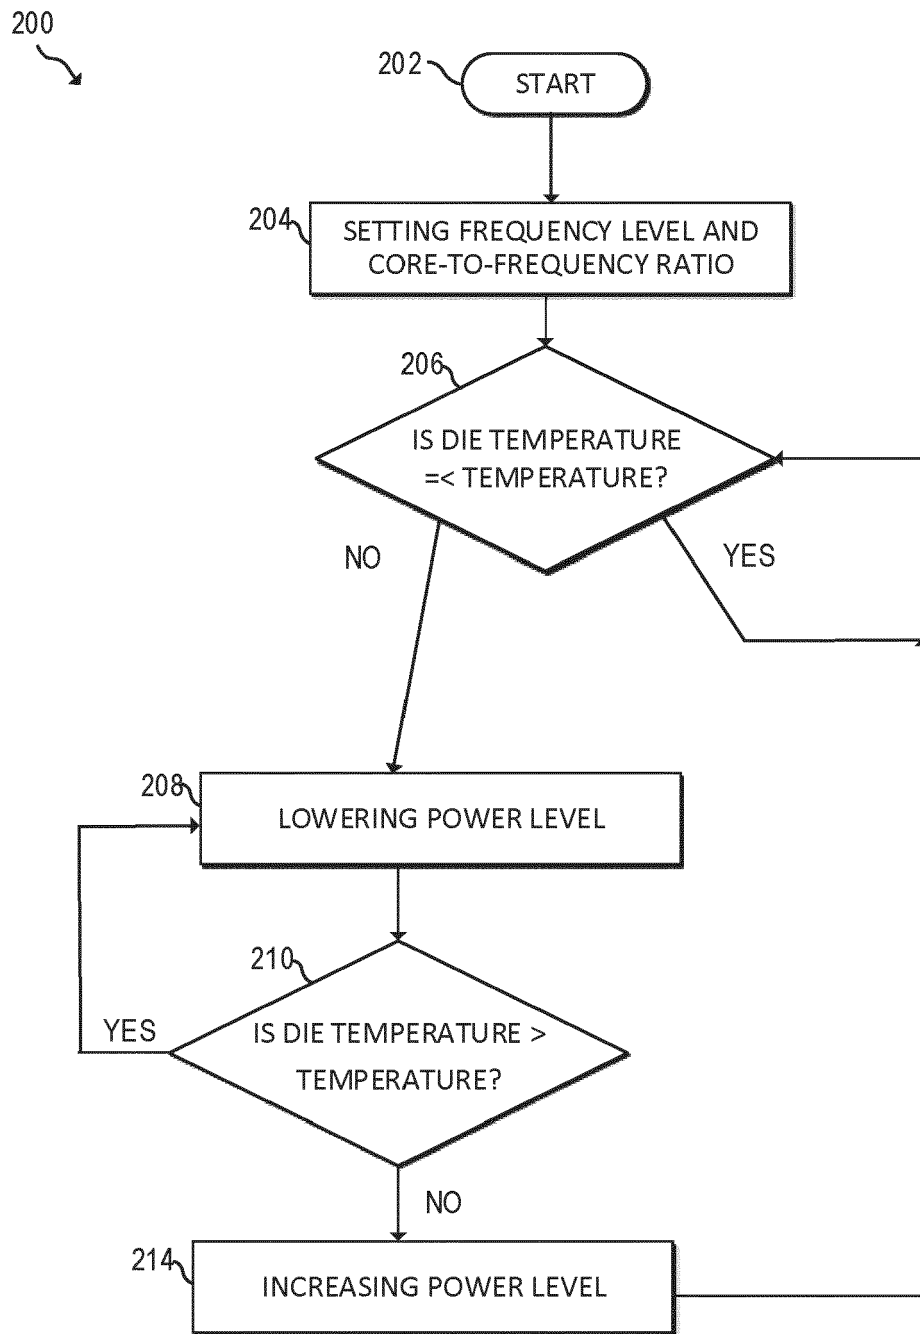 200
202
START
204
SETTING FREQUENCY LEVEL AND
CORE-TO-FREQUENCY RATIO
206
IS DIE TEMPERATURE
=< TEMPERATURE?
NO
YES
208
LOWERING POWER LEVEL
210
YES
IS DIE TEMPERATURE >
TEMPERATURE?
NO
214
INCREASING POWER LEVEL